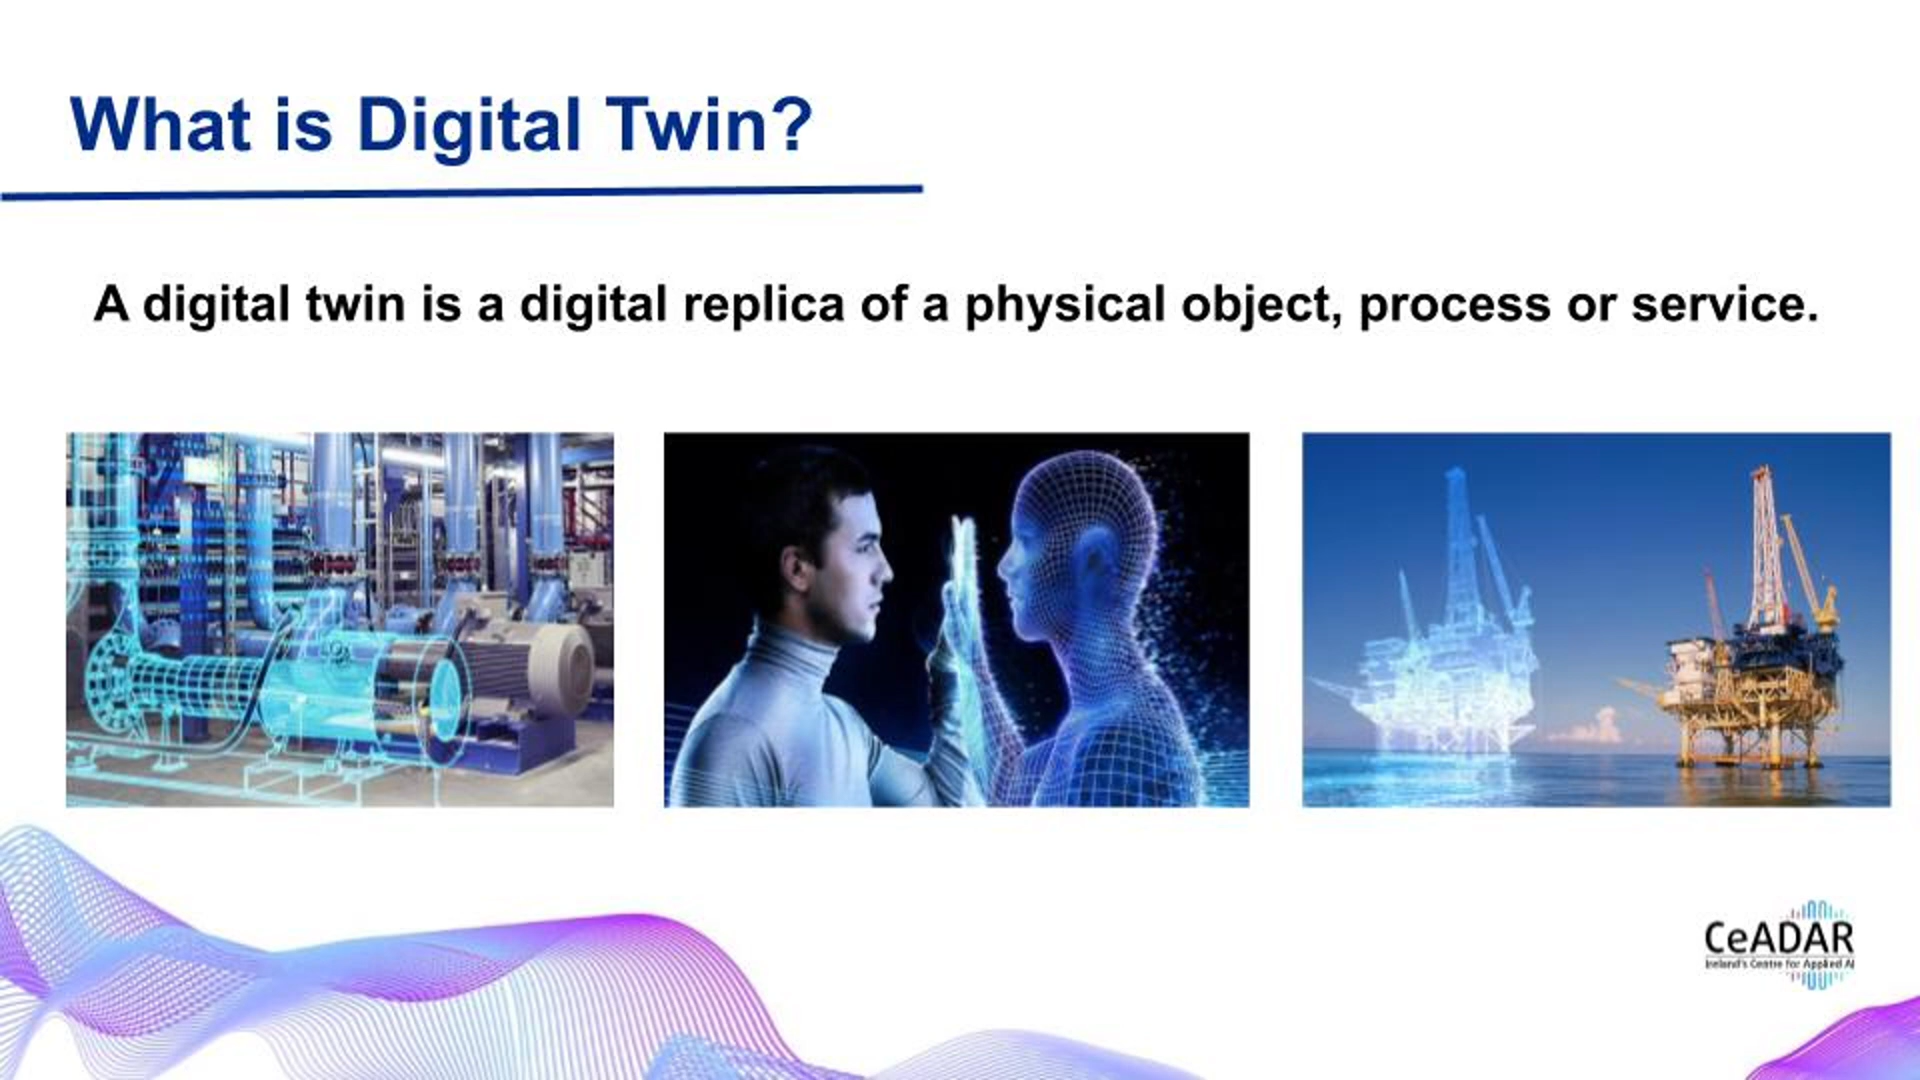 What is Digital Twin?
A digital twin is a digital replica of a physical object, process or service.
CeADAR
Ireland's Centre for Applied AI